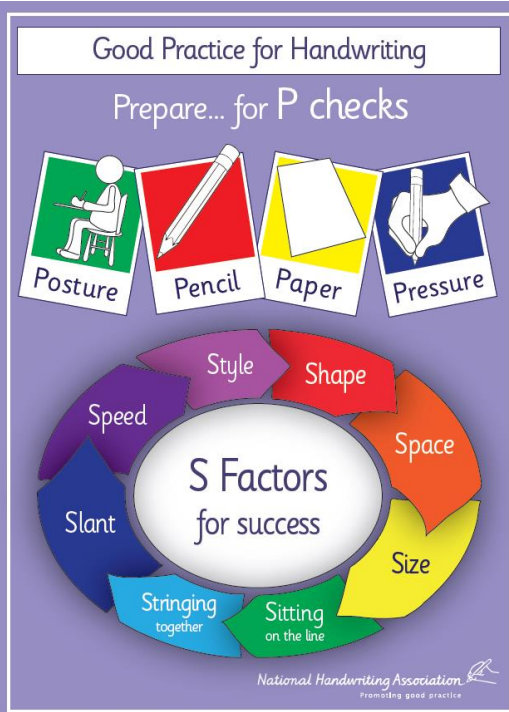 Good Practice for Handwriting
Prepare... for P checks
Posture
Pencil
Paper
Pressure
Style
Shape
Space
Size
Sitting
on the line
Stringing
together
Slant
Speed
S Factors
for success
National Handwriting Association
Promoting good practice